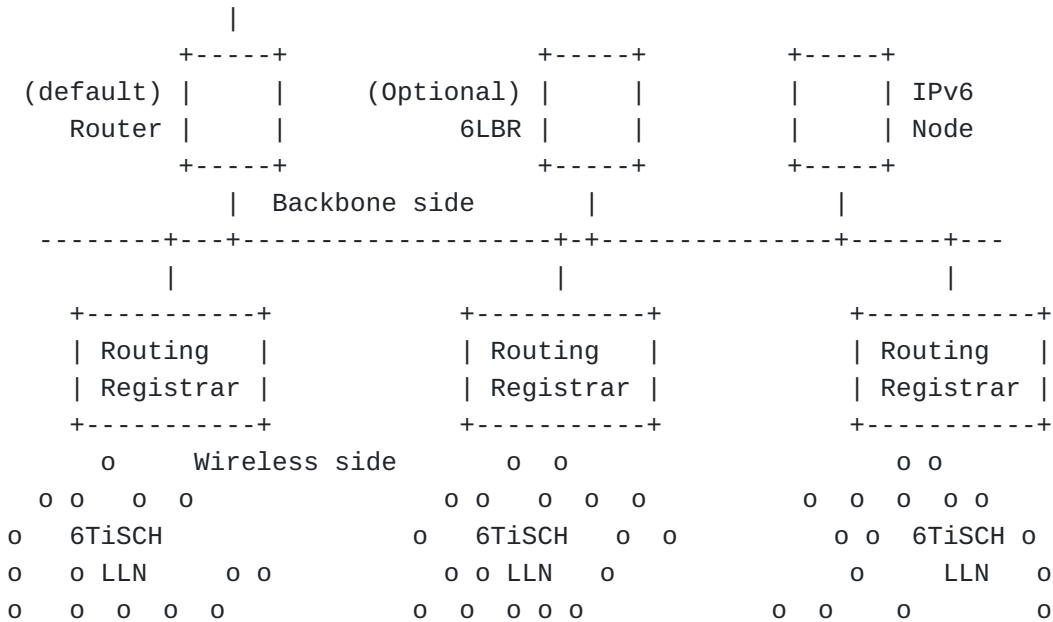 (default) (Optional) IPv6
Router 6LBR Node
Backbone side
Routing Routing Routing
Registrar Registrar Registrar
o Wireless side o o o o
o o o o o o o o o o o o o o
o 6TiSCH o 6TiSCH o o o o 6TiSCH o
o o LLN o o o o LLN o o LLN o
o o o o o o o o o o o o o o